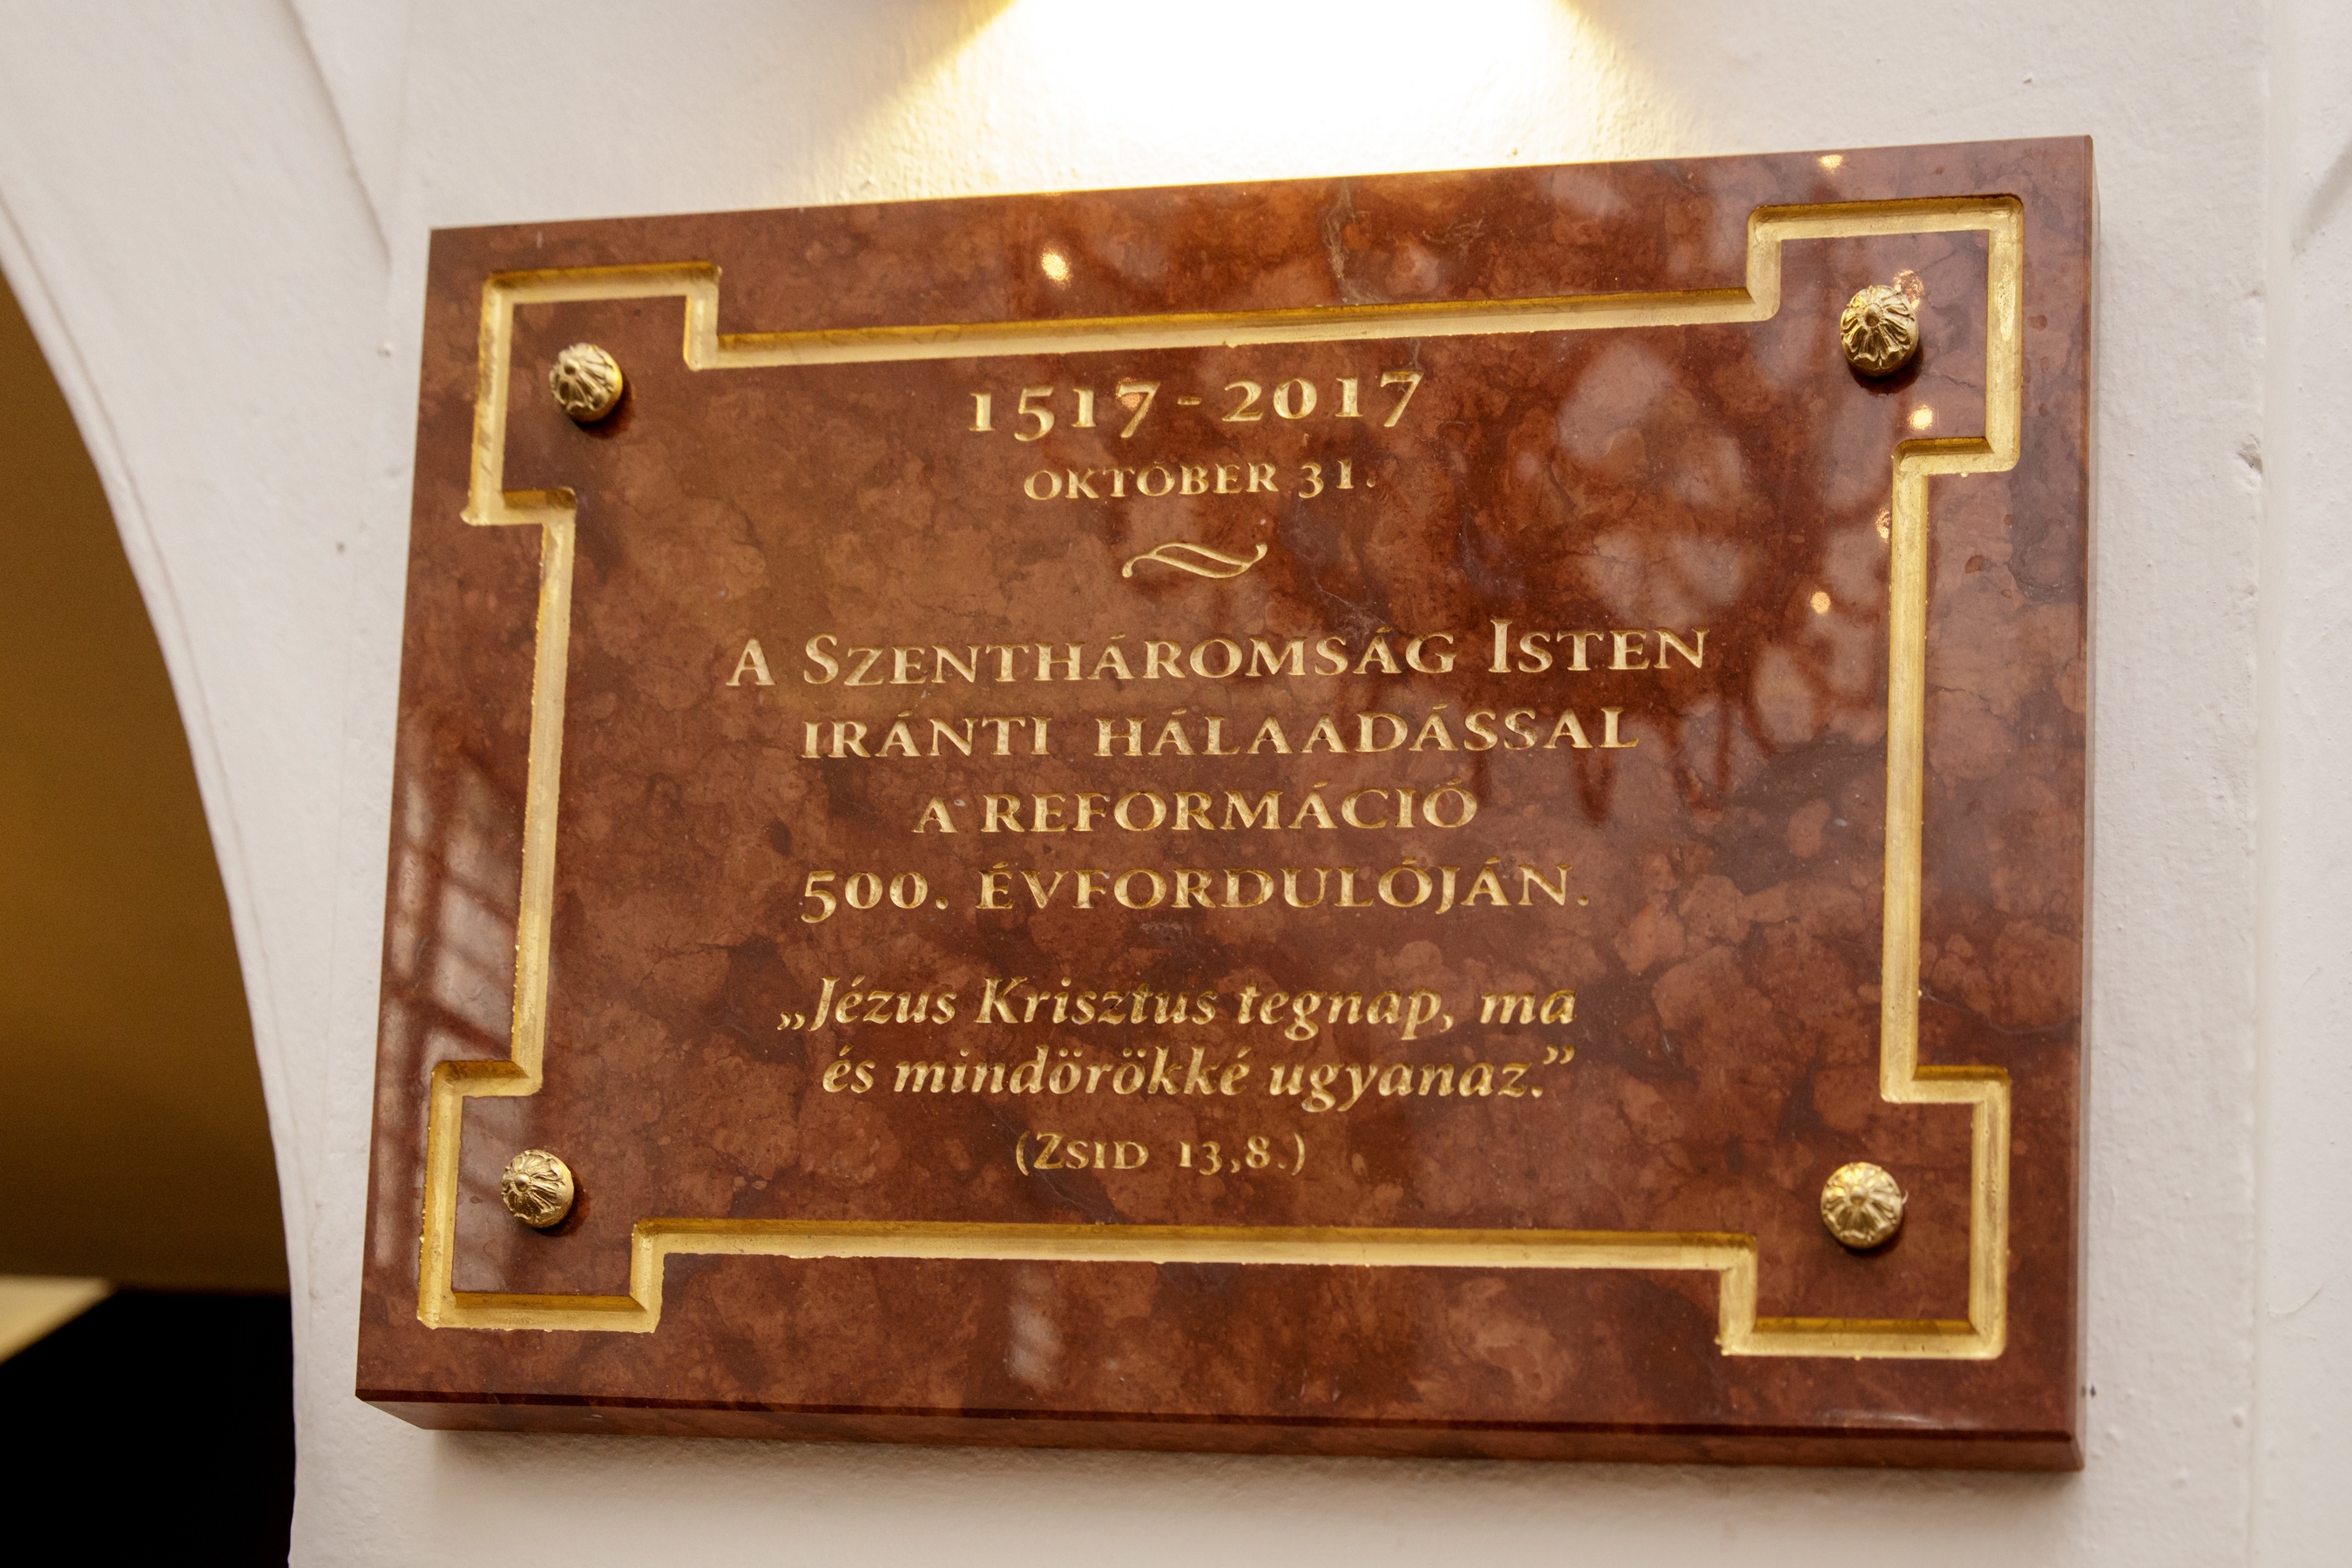 1517-2017
OKTÓBER 31.
A SZENTHÁROMSÁG ISTEN
IRÁNTI HÁLAADÁSSAL
A REFORMÁCIÓ
500. ÉVFORDULÓJÁN.
„Jézus Krisztus tegnap, ma
és mindörökké ugyanaz.”
(ZSID 13,8.)